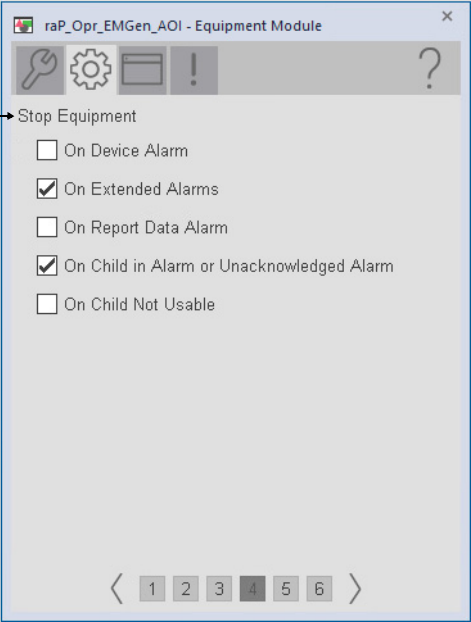 raP_Opr_EMGen_AOI - Equipment Module
Stop Equipment
On Device Alarm
On Extended Alarms
On Report Data Alarm
On Child in Alarm or Unacknowledged Alarm
On Child Not Usable
1 2 3 4 5 6